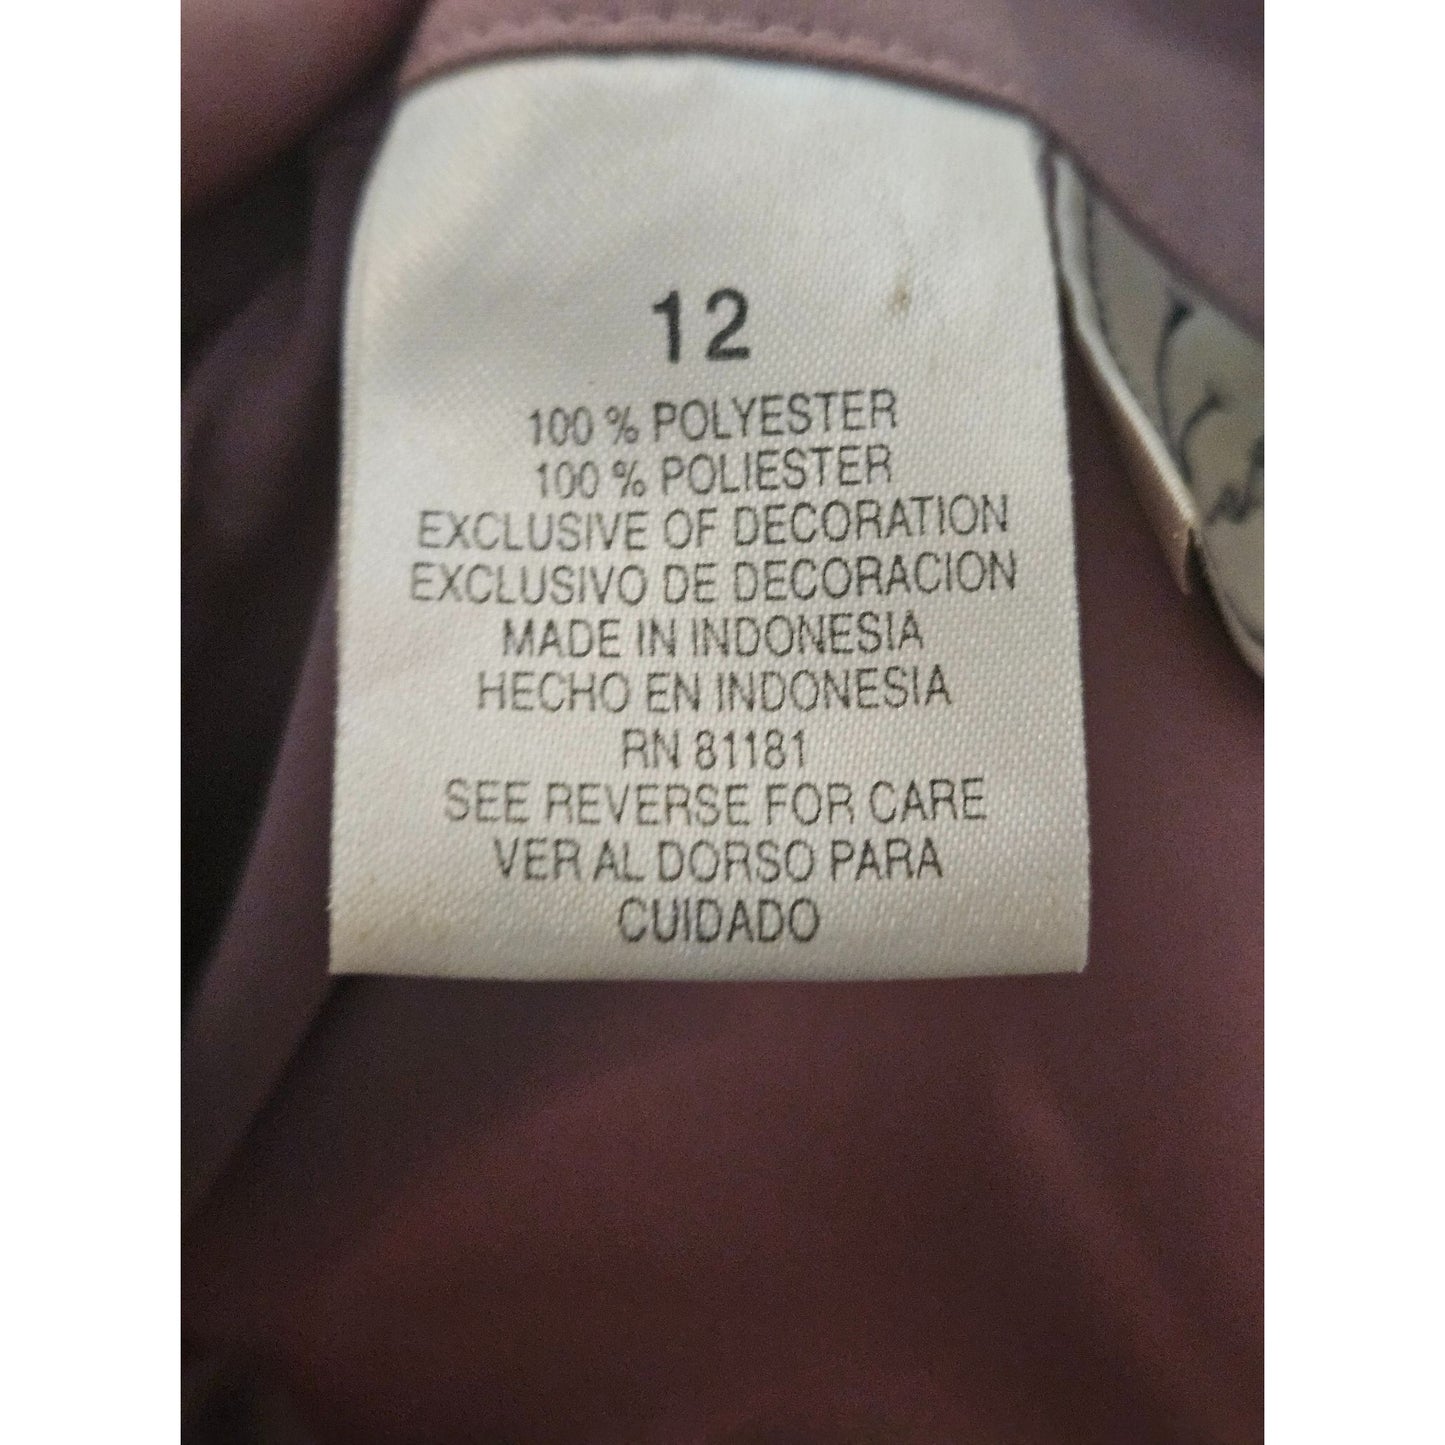 12
100 % POLYESTER
100 % POLIESTER
EXCLUSIVE OF DECORATION
EXCLUSIVO DE DECORACION
MADE IN INDONESIA
HECHO EN INDONESIA
RN 81181
SEE REVERSE FOR CARE
VER AL DORSO PARA
CUIDADO